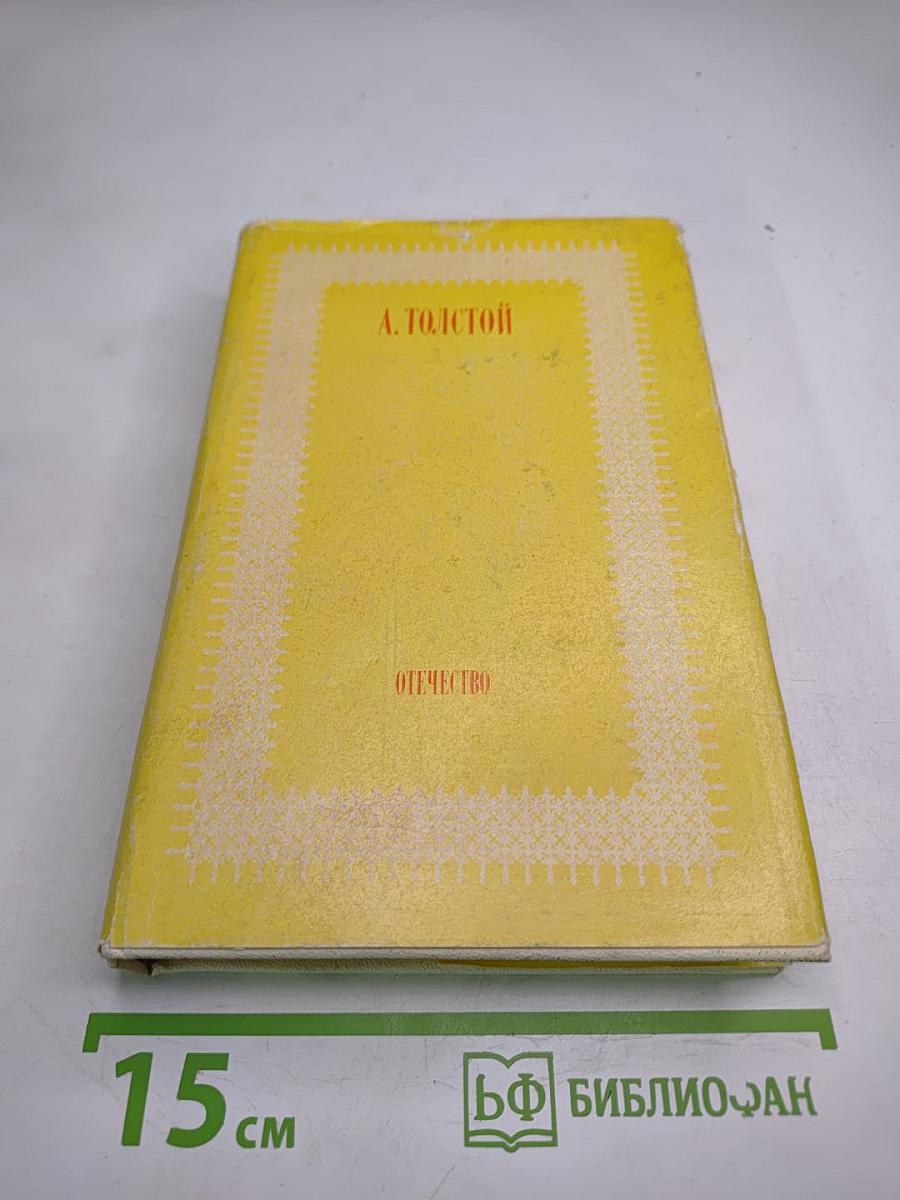 А. ТОЛСТОЙ
ОТЕЧЕСТВО
15 см
БФ БИБЛИОФАН